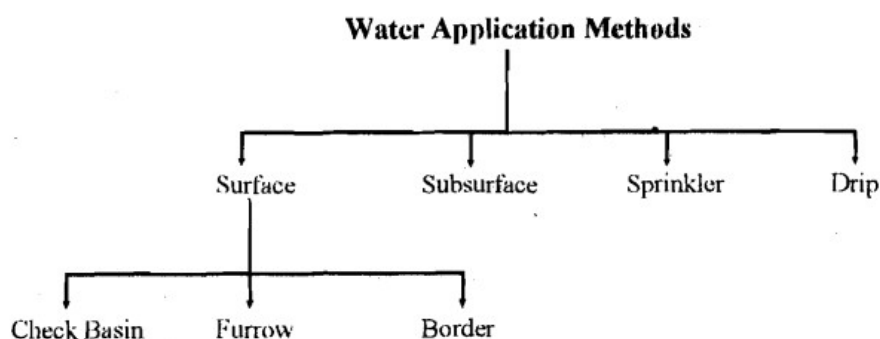 Water Application Methods
Surface Subsurface Sprinkler Drip
Check Basin Furrow Border